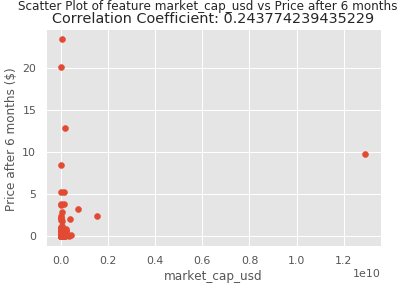 Scatter Plot of feature market_cap_usd vs Price after 6 months
Correlation Coefficient: 0.243774239435229
Price after 6 months ($)
20
15
10
5
0
0.0 0.2 0.4 0.6 0.8 1.0 1.2
1e10
market_cap_usd